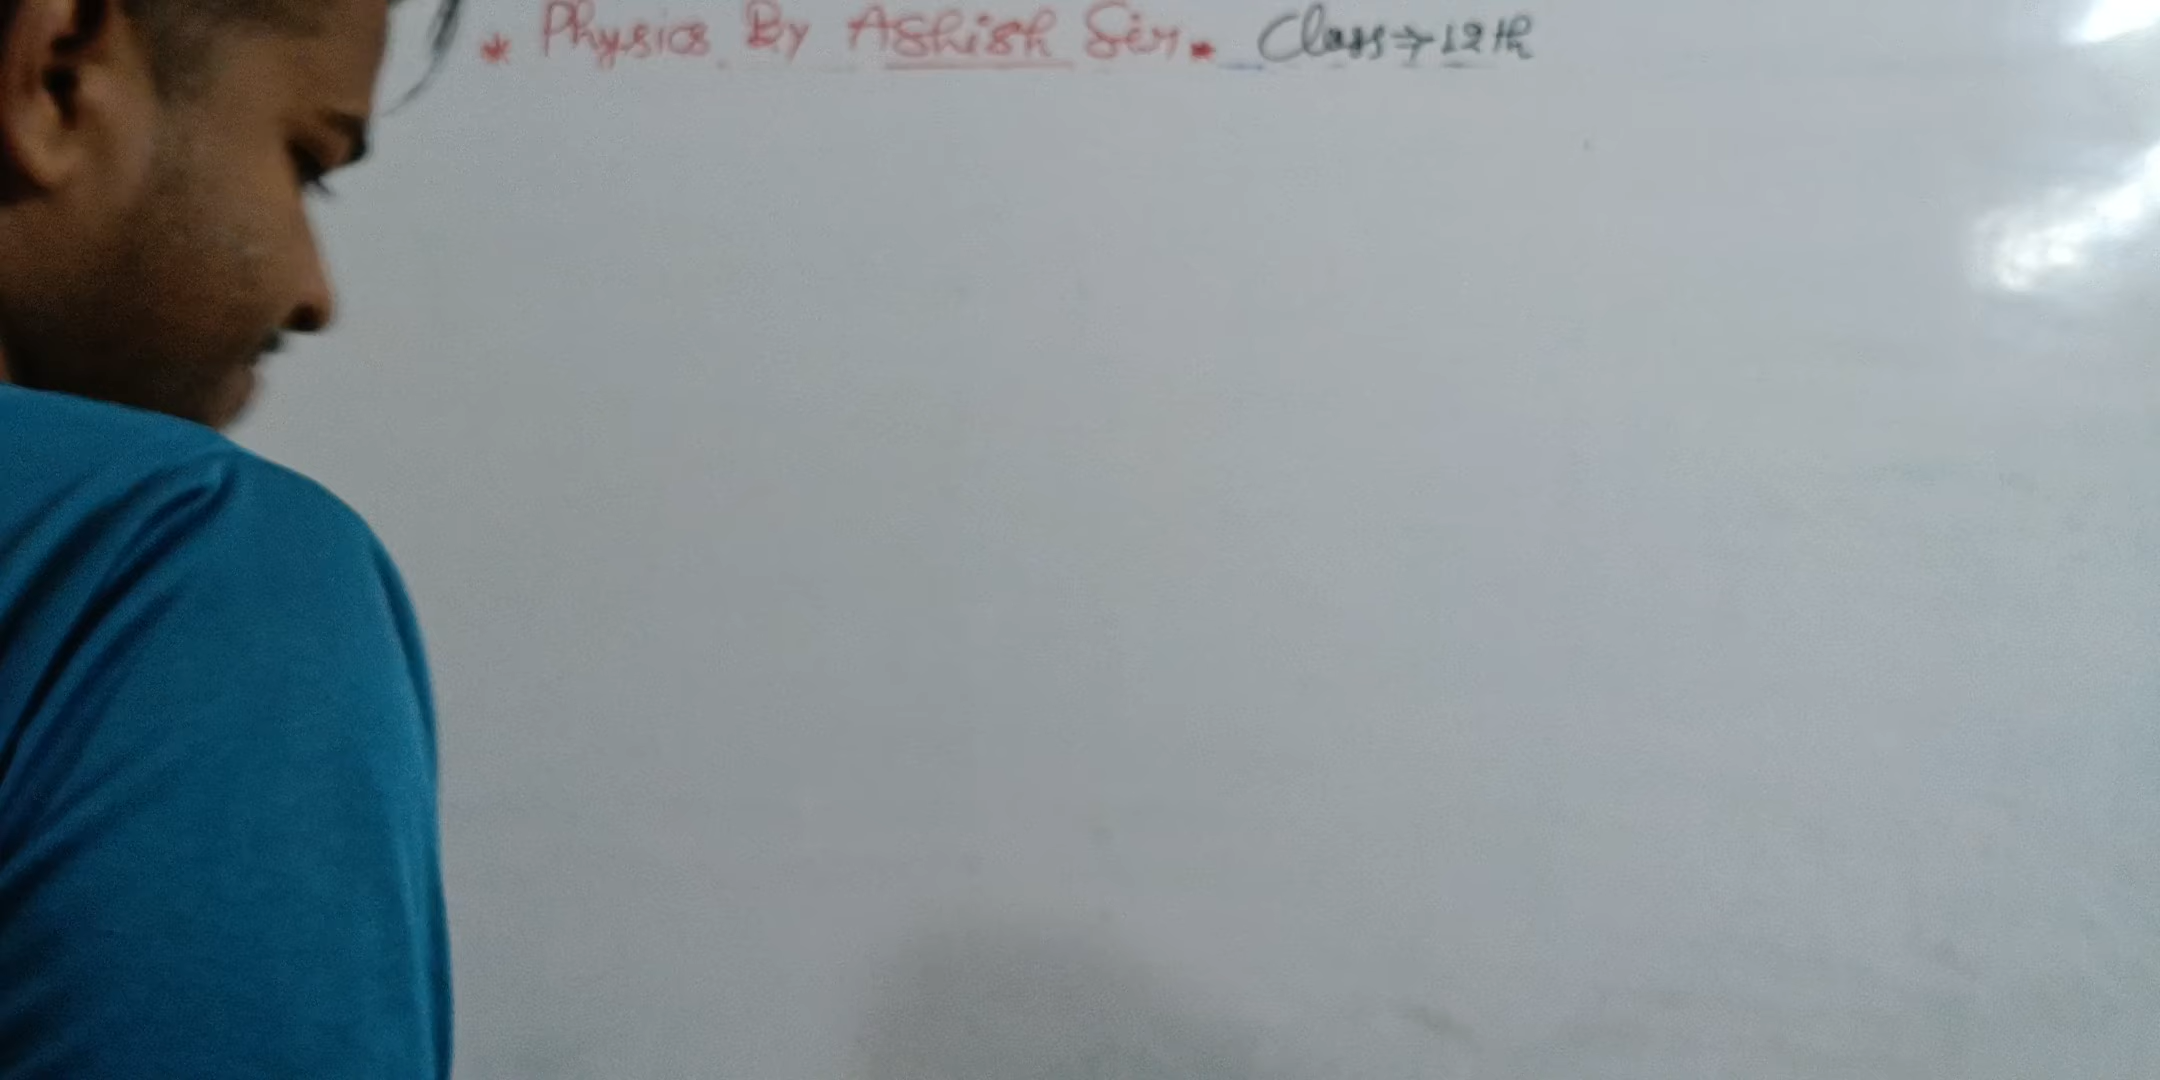 * Physics By Ashish Sir * Class → 12th